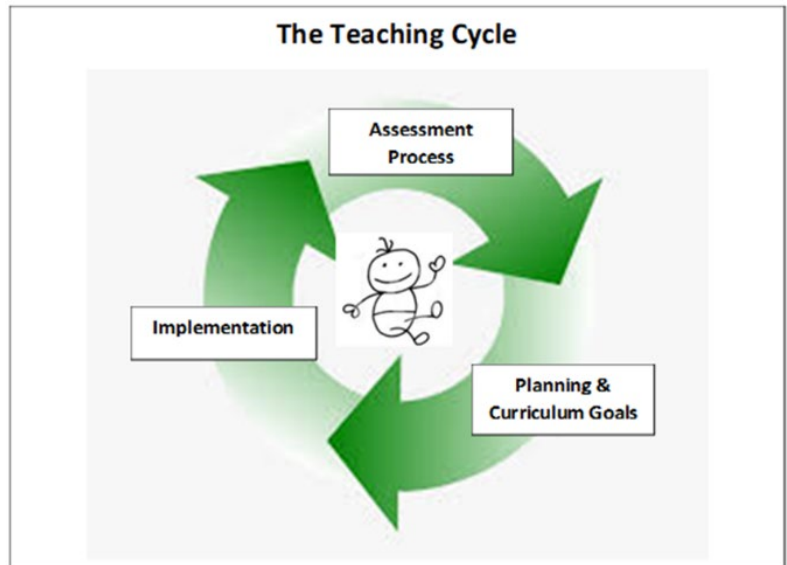 The Teaching Cycle
Assessment
Process
Implementation
Planning &
Curriculum Goals